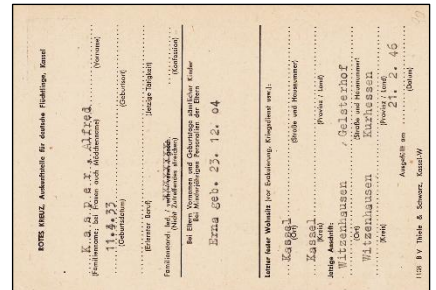 ROTES KREUZ, Auskunftstelle für deutsche Flüchtlinge, Kassel
K a s p e r , Alfred
(Familienname; bei Frauen auch Mädchenname) (Vorname)
11.4.33
(Geburtsdatum) (Geburtsort)
(Erlernter Beruf) (Jetzige Tätigkeit)
Familienstand: led. /
(Nicht Zutreffendes streichen) (Konfession)
Bei Eltern Vornamen und Geburtstage sämtlicher Kinder
Bei Minderjährigen Personalien der Eltern
Erna geb. 23. 12. 04
Letzter fester Wohnsitz (vor Evakuierung, Kriegsdienst usw.):
Kassel
(Ort) (Straße und Hausnummer)
Kassel
(Kreis) (Provinz / Land)
Jetzige Anschrift:
Witzenhausen , Gelsterhof
(Ort) (Straße und Hausnummer)
Witzenhausen Kurhessen
(Kreis) (Provinz / Land)
Ausgefüllt am 21. 2. 46
(Datum)
1128 B V Thiele & Schwarz, Kassel-W